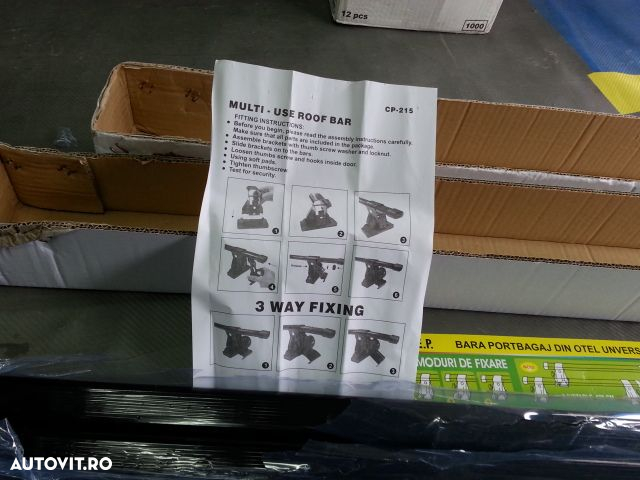 12 pcs
1000
MULTI - USE ROOF BAR
CP-215
FITTING INSTRUCTIONS:
Before you begin, please read the assembly instructions carefully.
Make sure that all parts are included in the package.
Assemble brackets with thumb screw washer and locknut.
Slide brackets on to the bars.
Loosen thumbs screw and hooks inside door.
Using soft pads.
Tighten thumbscrew.
Test for security.
1 2 3
4 5 6
3 WAY FIXING
1 2 3
E.P. BARA PORTBAGAJ DIN OTEL UNVERS
MODURI DE FIXARE
AUTOVIT.RO